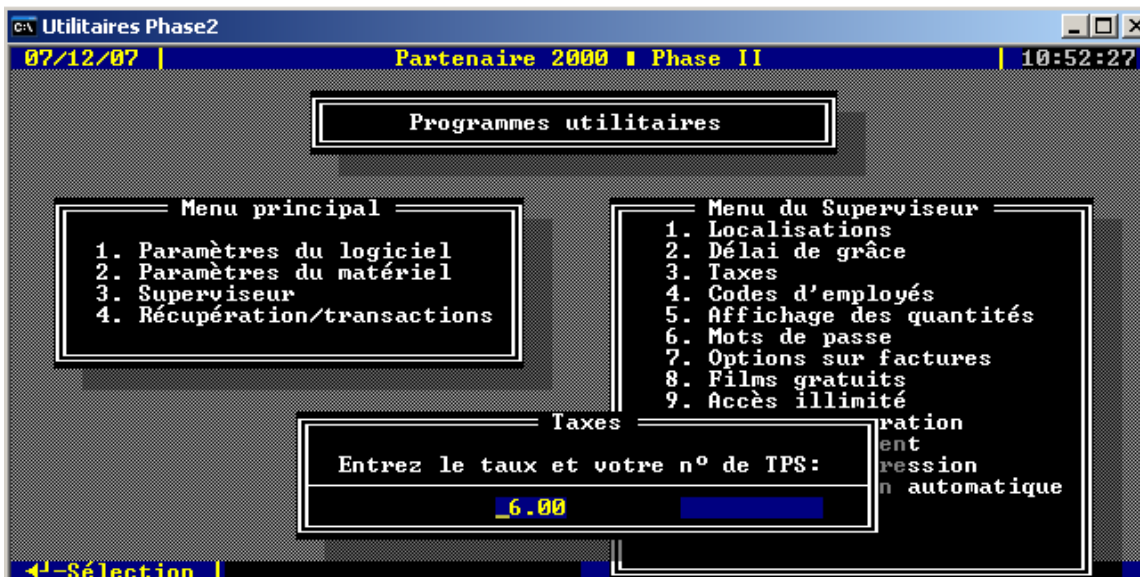 Utilitaires Phase2
07/12/07 Partenaire 2000 Phase II 10:52:27
Programmes utilitaires
Menu principal
1. Paramètres du logiciel
2. Paramètres du matériel
3. Superviseur
4. Récupération/transactions
Menu du Superviseur
1. Localisations
2. Délai de grâce
3. Taxes
4. Codes d'employés
5. Affichage des quantités
6. Mots de passe
7. Options sur factures
8. Films gratuits
9. Accès illimité
ration
ent
ression
n automatique
Taxes
Entrez le taux et votre nº de TPS:
_6.00
◄┘-Sélection